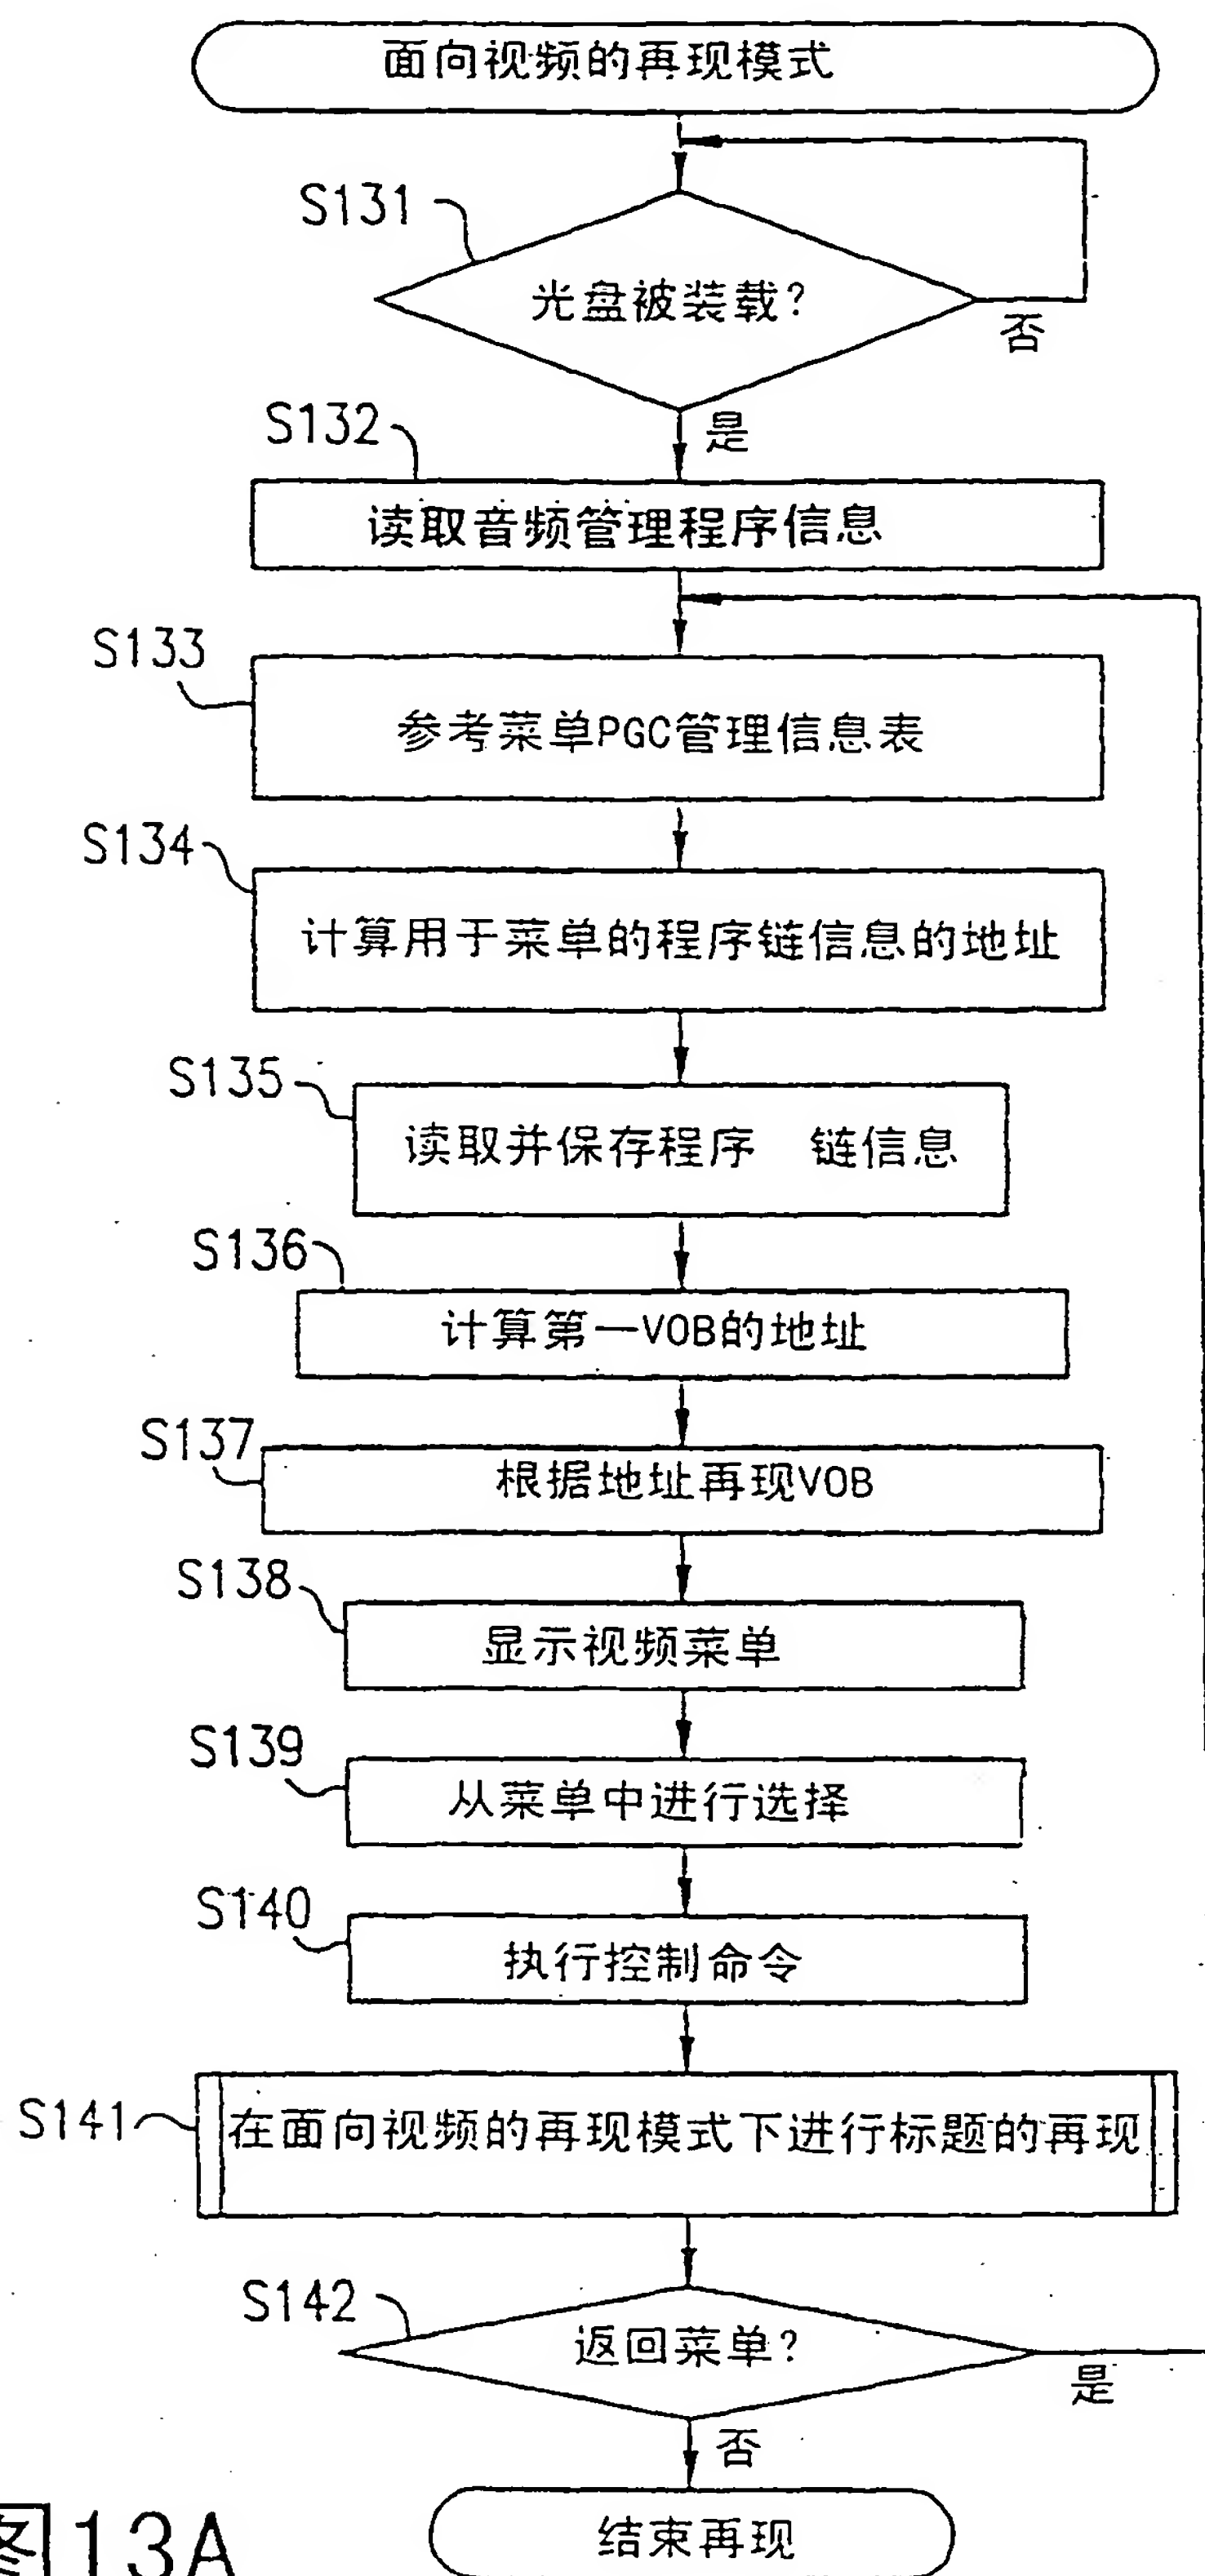 面向视频的再现模式
S131
光盘被装载?
否
是
S132
读取音频管理程序信息
S133
参考菜单PGC管理信息表
S134
计算用于菜单的程序链信息的地址
S135
读取并保存程序 链信息
S136
计算第一VOB的地址
S137
根据地址再现VOB
S138
显示视频菜单
S139
从菜单中进行选择
S140
执行控制命令
S141
在面向视频的再现模式下进行标题的再现
S142
返回菜单?
是
否
结束再现
图13A